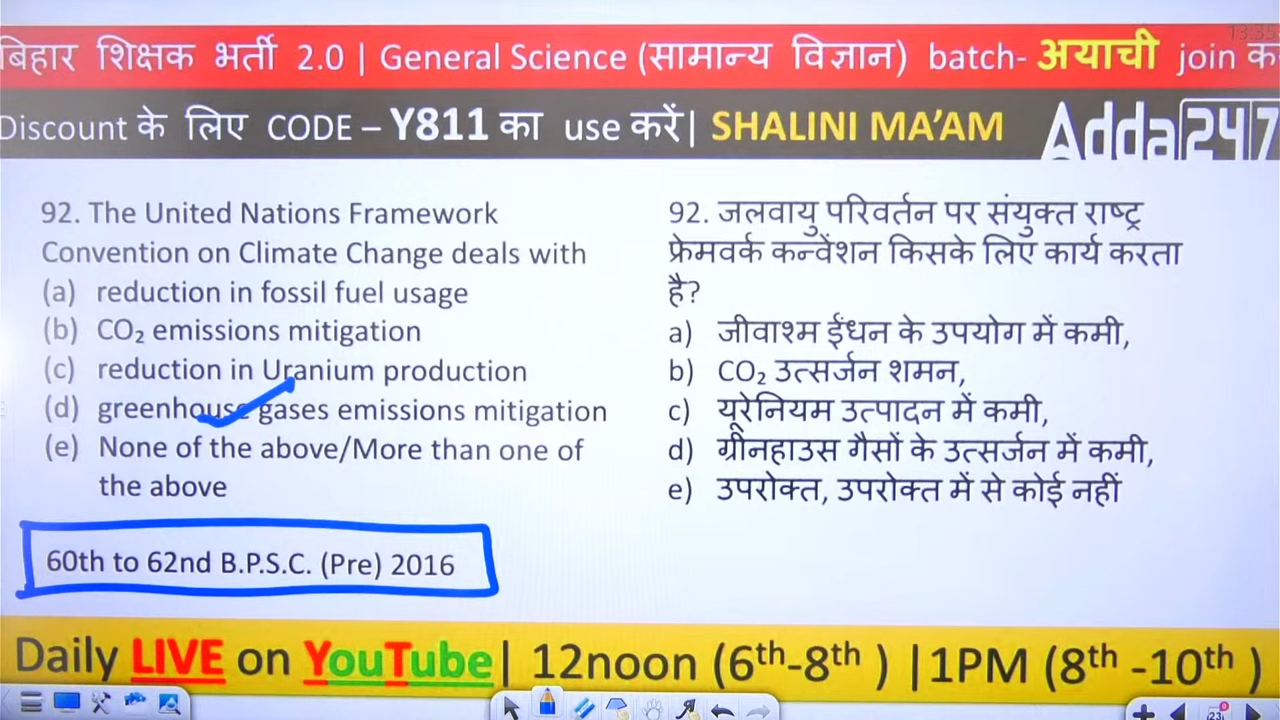 बिहार शिक्षक भर्ती 2.0 | General Science (सामान्य विज्ञान) batch- अयाची join
Discount के लिए CODE – Y811 का use करें| SHALINI MA’AM Adda247
92. The United Nations Framework
Convention on Climate Change deals with
(a) reduction in fossil fuel usage
(b) CO₂ emissions mitigation
(c) reduction in Uranium production
(d) greenhouse gases emissions mitigation
(e) None of the above/More than one of
the above
60th to 62nd B.P.S.C. (Pre) 2016
92. जलवायु परिवर्तन पर संयुक्त राष्ट्र
फ्रेमवर्क कन्वेंशन किसके लिए कार्य करता
है?
a) जीवाश्म ईंधन के उपयोग में कमी,
b) CO₂ उत्सर्जन शमन,
c) यूरेनियम उत्पादन में कमी,
d) ग्रीनहाउस गैसों के उत्सर्जन में कमी,
e) उपरोक्त, उपरोक्त में से कोई नहीं
Daily LIVE on YouTube| 12noon (6th-8th ) |1PM (8th -10th )
23